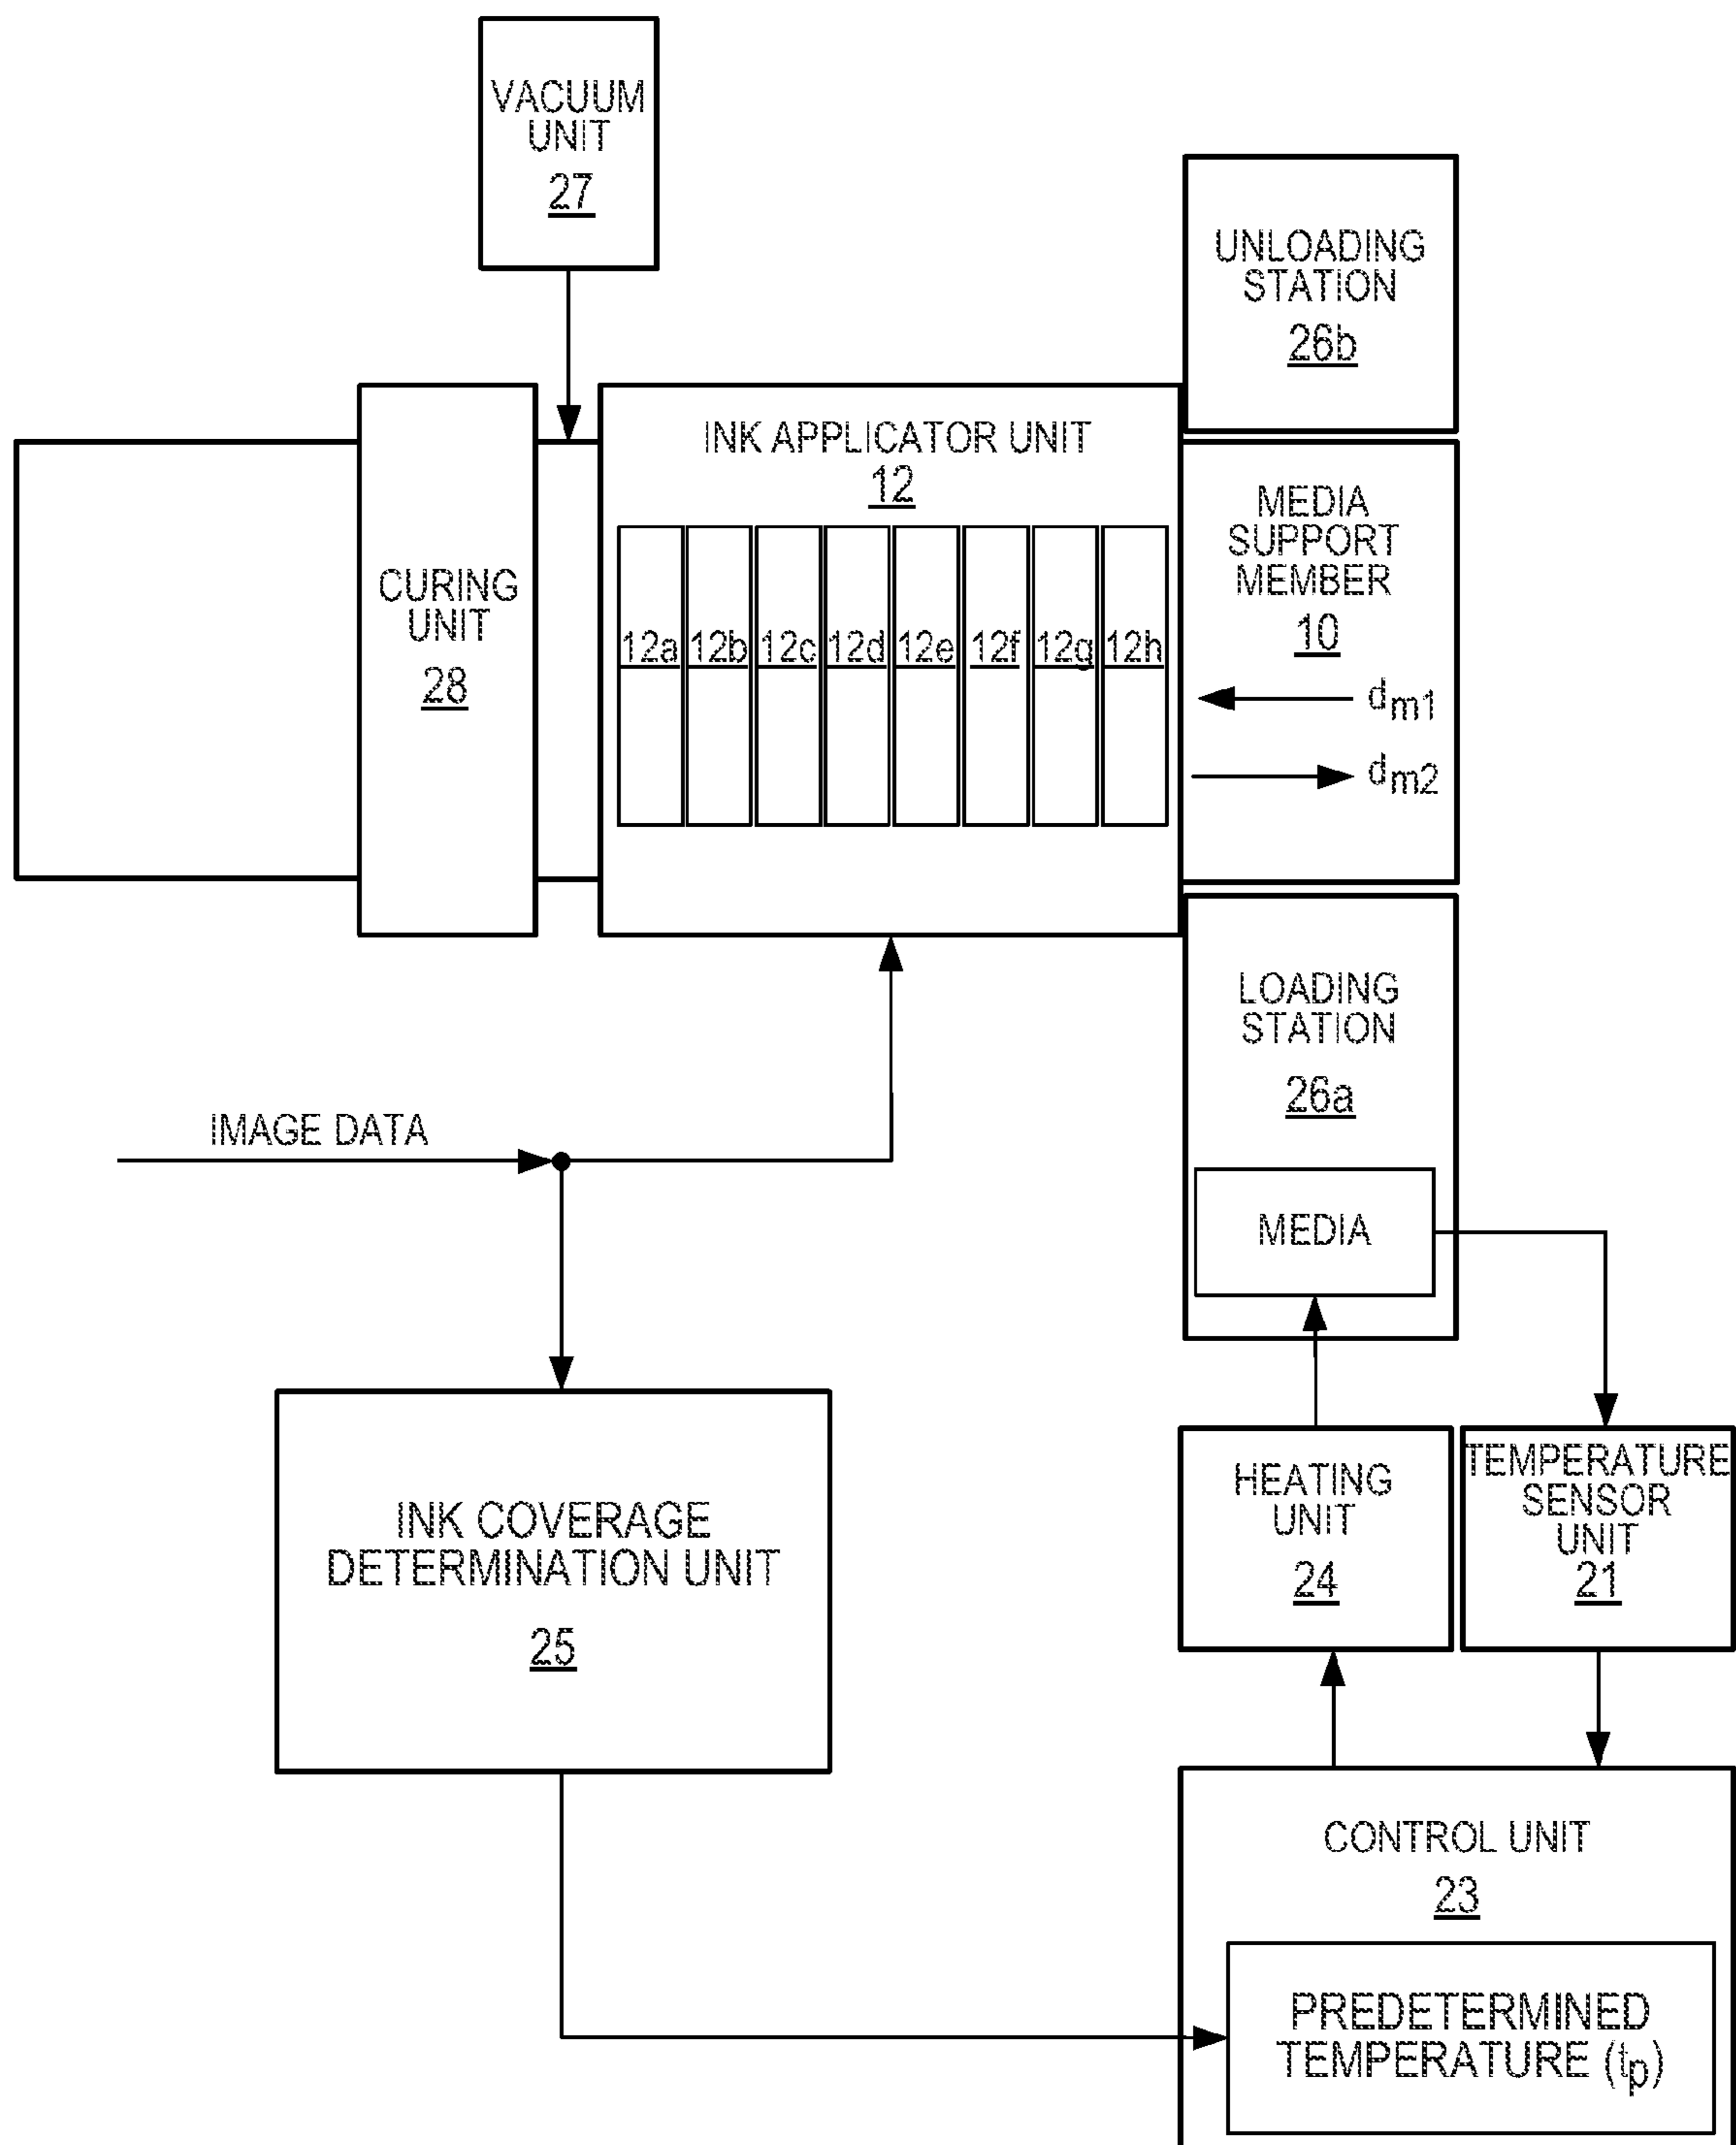 VACUUM
UNIT
27
UNLOADING
STATION
26b
INK APPLICATOR UNIT
12
12a 12b 12c 12d 12e 12f 12g 12h
MEDIA
SUPPORT
MEMBER
10
dm1
dm2
CURING
UNIT
28
LOADING
STATION
26a
MEDIA
IMAGE DATA
INK COVERAGE
DETERMINATION UNIT
25
HEATING
UNIT
24
TEMPERATURE
SENSOR
UNIT
21
CONTROL UNIT
23
PREDETERMINED
TEMPERATURE (tp)